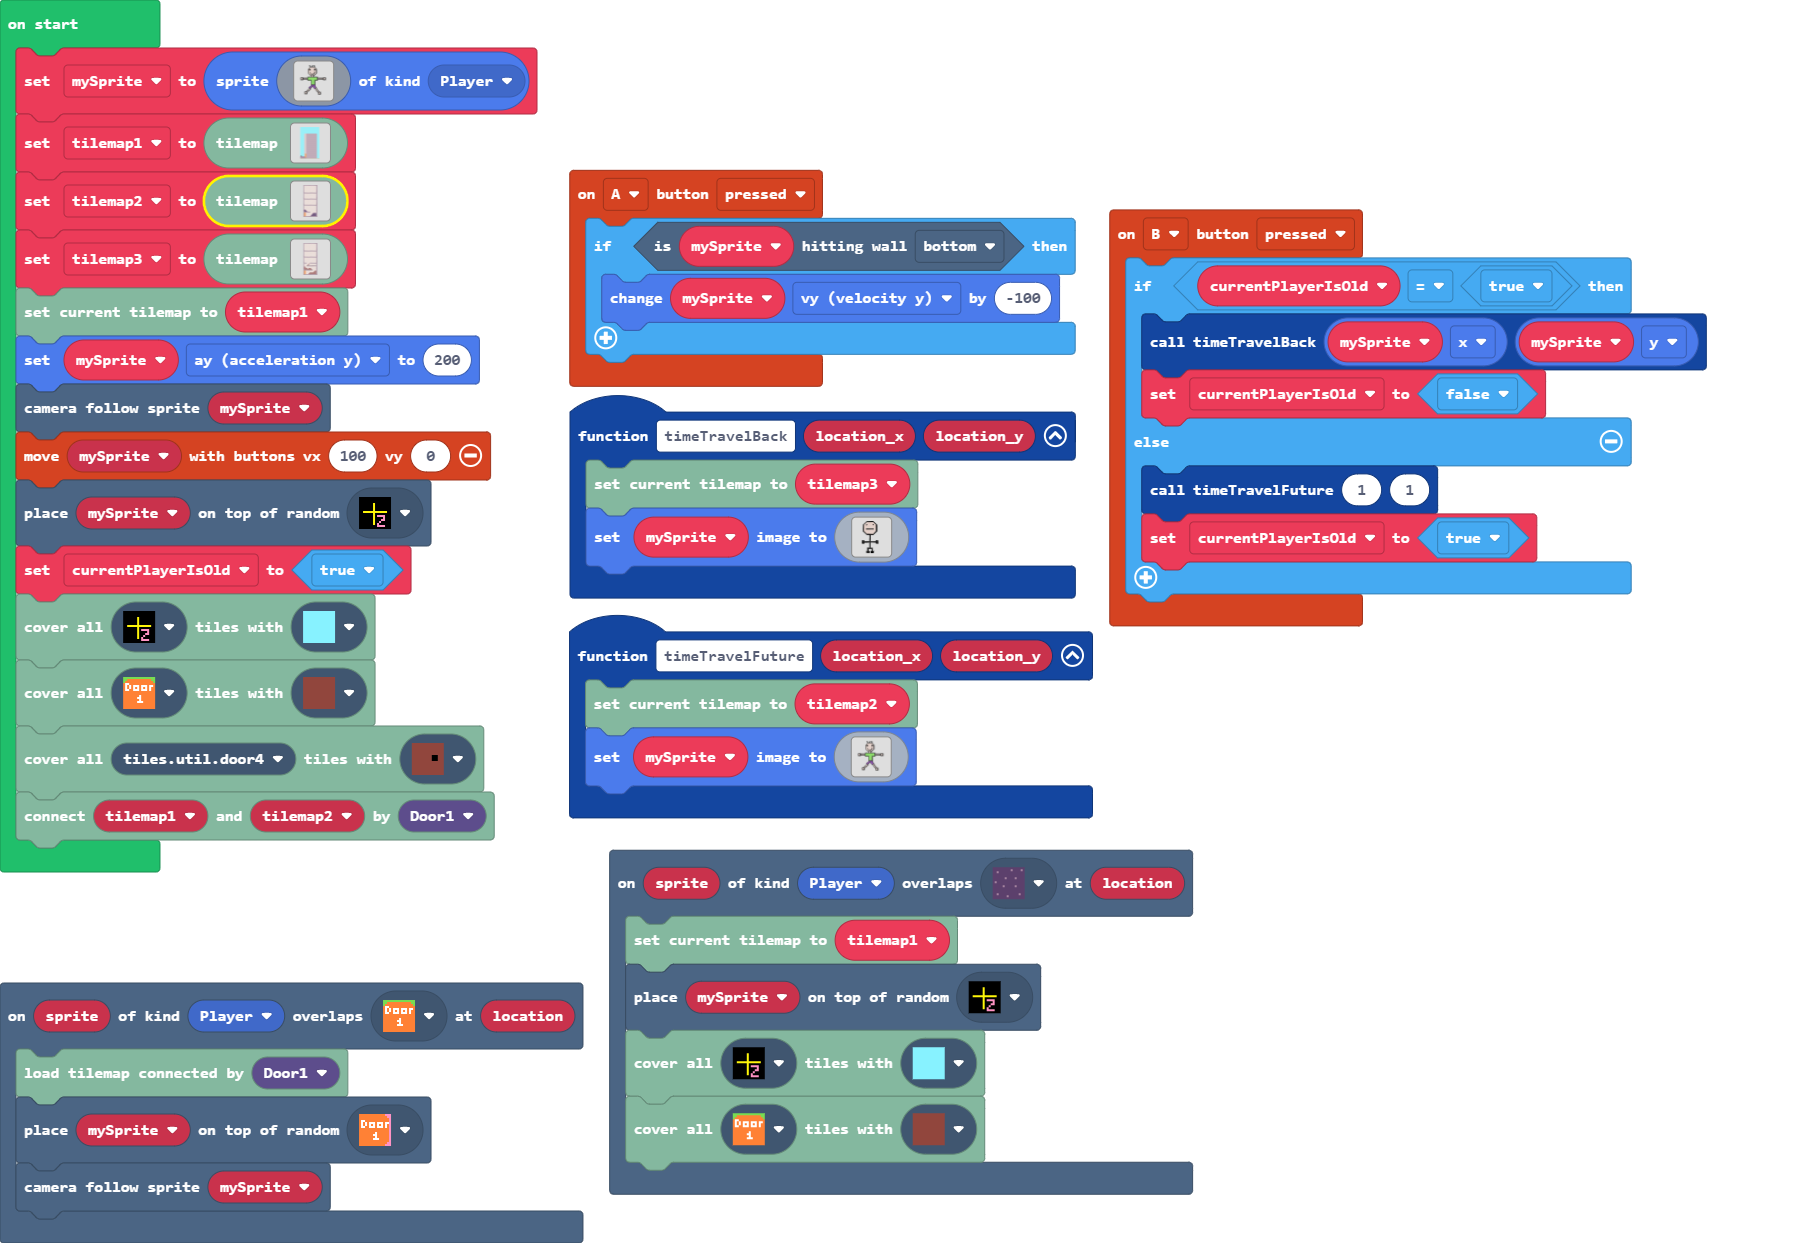 on start
set mySprite to sprite of kind Player
set tilemap1 to tilemap
set tilemap2 to tilemap
set tilemap3 to tilemap
set current tilemap to tilemap1
set mySprite ay (acceleration y) to 200
camera follow sprite mySprite
move mySprite with buttons vx 100 vy 0
place mySprite on top of random 2
set currentPlayerIsOld to true
cover all 2 tiles with
cover all Door 1 tiles with
cover all tiles.util.door4 tiles with
connect tilemap1 and tilemap2 by Door1
on A button pressed
if is mySprite hitting wall bottom then
change mySprite vy (velocity y) by -100
function timeTravelBack location_x location_y
set current tilemap to tilemap3
set mySprite image to
function timeTravelFuture location_x location_y
set current tilemap to tilemap2
set mySprite image to
on B button pressed
if currentPlayerIsOld = true then
call timeTravelBack mySprite x mySprite y
set currentPlayerIsOld to false
else
call timeTravelFuture 1 1
set currentPlayerIsOld to true
on sprite of kind Player overlaps at location
set current tilemap to tilemap1
place mySprite on top of random 2
cover all 2 tiles with
cover all Door 1 tiles with
on sprite of kind Player overlaps Door 1 at location
load tilemap connected by Door1
place mySprite on top of random Door 1
camera follow sprite mySprite